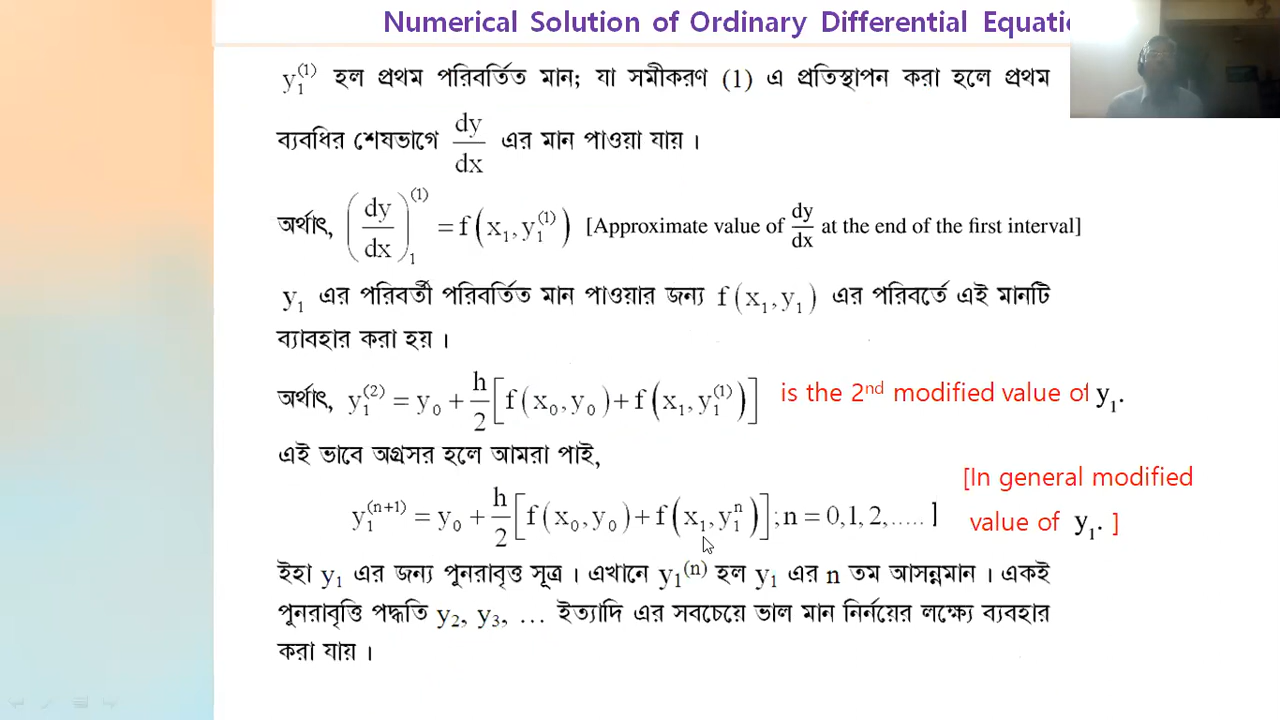 Numerical Solution of Ordinary Differential Equatio
y₁⁽¹⁾ হল প্রথম পরিবর্তিত মান; যা সমীকরণ (1) এ প্রতিস্থাপন করা হলে প্রথম
ব্যবধির শেষভাগে dy/dx এর মান পাওয়া যায়।
অর্থাৎ, (dy/dx)₁⁽¹⁾ = f(x₁, y₁⁽¹⁾) [Approximate value of dy/dx at the end of the first interval]
y₁ এর পরিবর্তী পরিবর্তিত মান পাওয়ার জন্য f(x₁, y₁) এর পরিবর্তে এই মানটি
ব্যাবহার করা হয়।
অর্থাৎ, y₁⁽²⁾ = y₀ + h/2 [f(x₀, y₀) + f(x₁, y₁⁽¹⁾)] is the 2nd modified value of y₁.
এই ভাবে অগ্রসর হলে আমরা পাই,
y₁⁽ⁿ⁺¹⁾ = y₀ + h/2 [f(x₀, y₀) + f(x₁, y₁ⁿ)]; n = 0, 1, 2, ..... ] [In general modified
value of y₁. ]
ইহা y₁ এর জন্য পুনরাবৃত্ত সূত্র। এখানে y₁⁽ⁿ⁾ হল y₁ এর n তম আসন্নমান। একই
পুনরাবৃত্তি পদ্ধতি y₂, y₃, … ইত্যাদি এর সবচেয়ে ভাল মান নির্নয়ের লক্ষ্যে ব্যবহার
করা যায়।